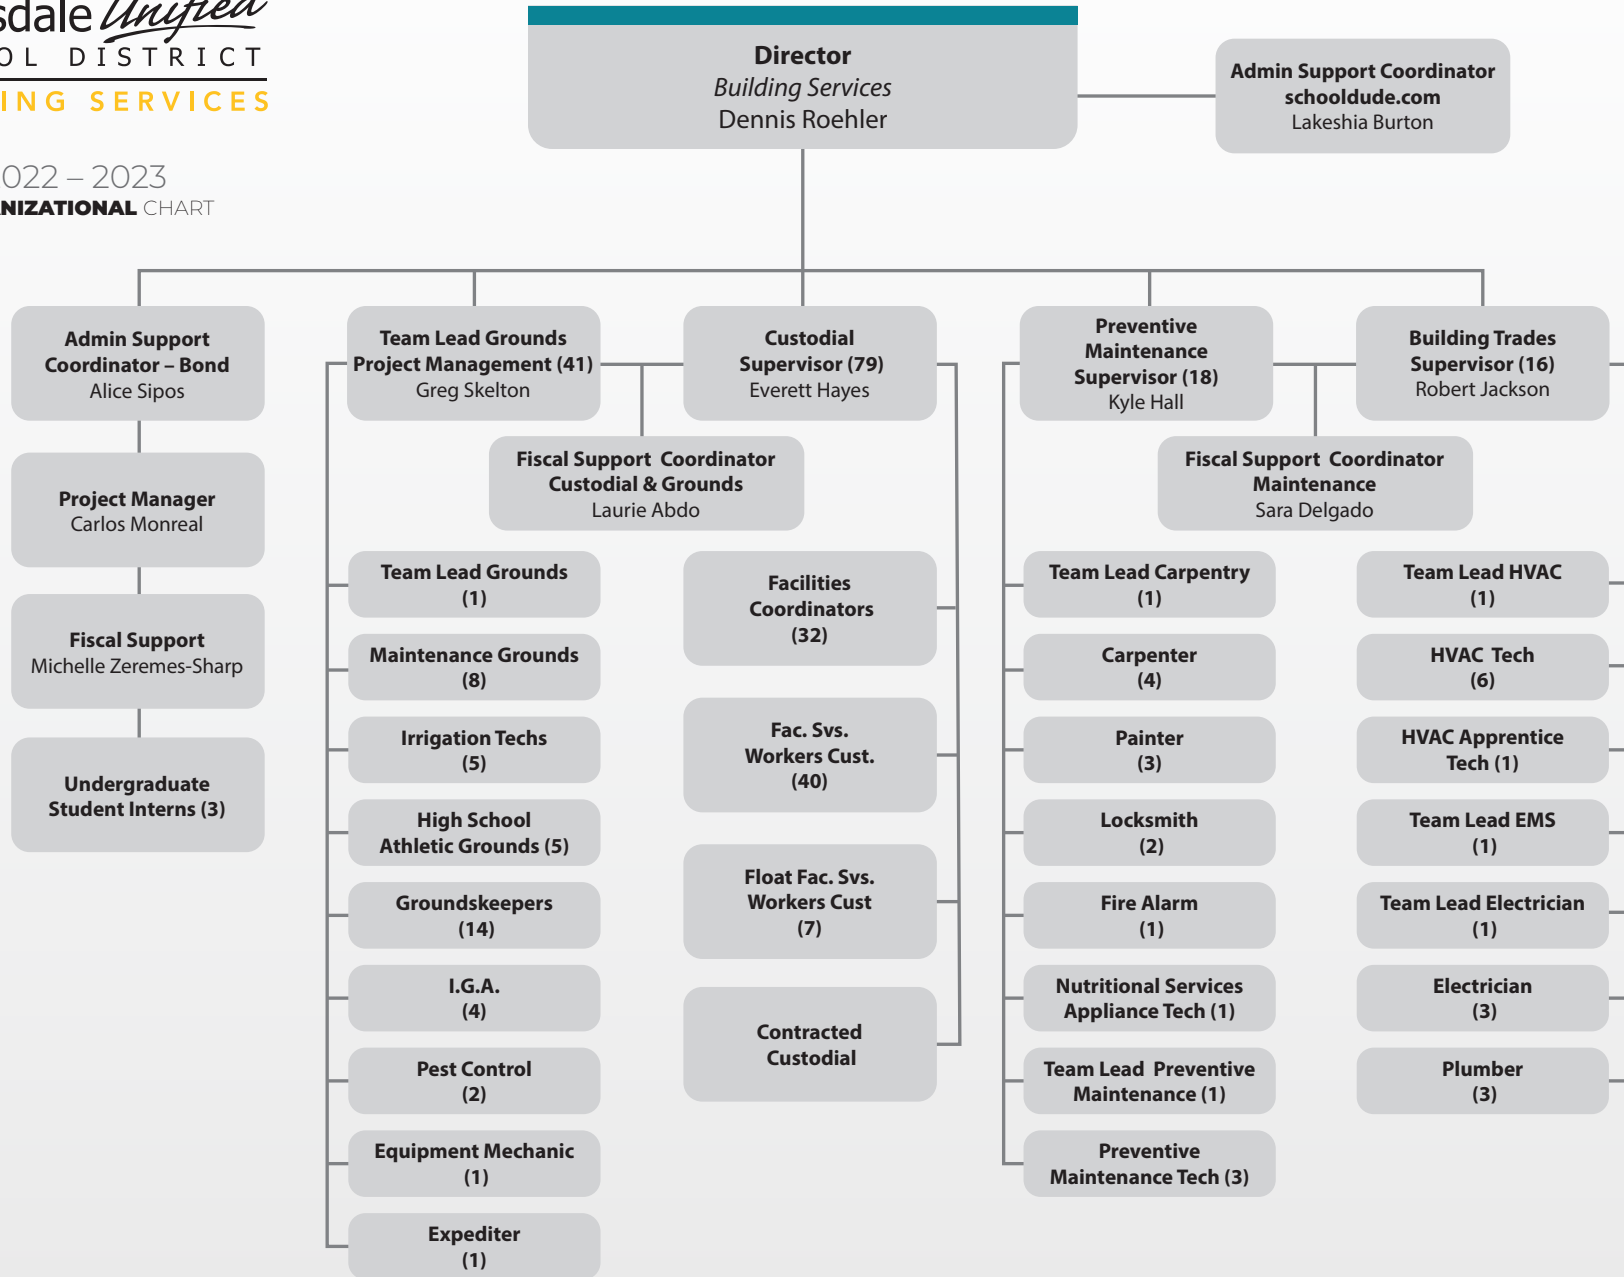 sdale Unified
OL DISTRICT
ING SERVICES
022 – 2023
NIZATIONAL CHART
Director
Building Services
Dennis Roehler
Admin Support Coordinator
schooldude.com
Lakeshia Burton
Admin Support
Coordinator – Bond
Alice Sipos
Team Lead Grounds
Project Management (41)
Greg Skelton
Custodial
Supervisor (79)
Everett Hayes
Preventive
Maintenance
Supervisor (18)
Kyle Hall
Building Trades
Supervisor (16)
Robert Jackson
Fiscal Support Coordinator
Custodial & Grounds
Laurie Abdo
Fiscal Support Coordinator
Maintenance
Sara Delgado
Project Manager
Carlos Monreal
Fiscal Support
Michelle Zeremes-Sharp
Undergraduate
Student Interns (3)
Team Lead Grounds
(1)
Maintenance Grounds
(8)
Irrigation Techs
(5)
High School
Athletic Grounds (5)
Groundskeepers
(14)
I.G.A.
(4)
Pest Control
(2)
Equipment Mechanic
(1)
Expediter
(1)
Facilities
Coordinators
(32)
Fac. Svs.
Workers Cust.
(40)
Float Fac. Svs.
Workers Cust
(7)
Contracted
Custodial
Team Lead Carpentry
(1)
Carpenter
(4)
Painter
(3)
Locksmith
(2)
Fire Alarm
(1)
Nutritional Services
Appliance Tech (1)
Team Lead Preventive
Maintenance (1)
Preventive
Maintenance Tech (3)
Team Lead HVAC
(1)
HVAC Tech
(6)
HVAC Apprentice
Tech (1)
Team Lead EMS
(1)
Team Lead Electrician
(1)
Electrician
(3)
Plumber
(3)